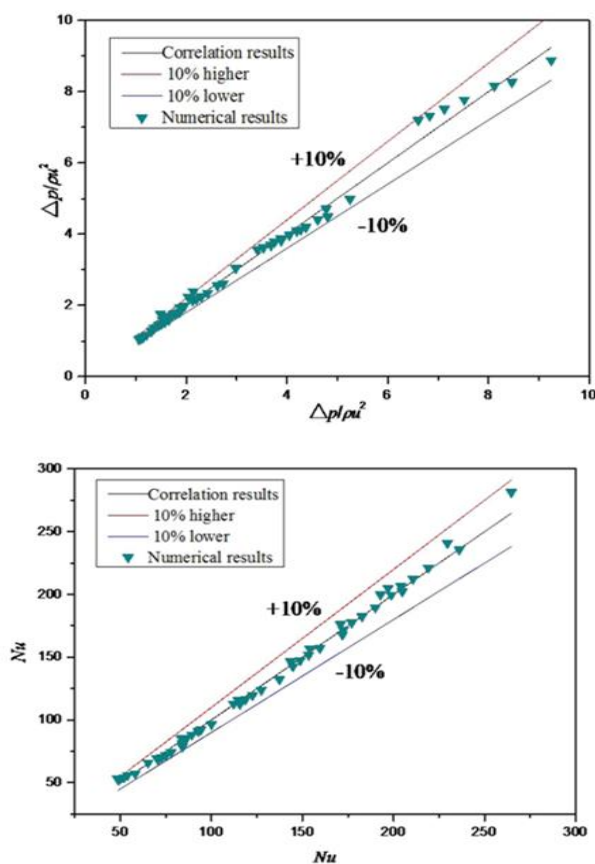 10
8
6
4
2
0
△p/ρu²
Correlation results
10% higher
10% lower
Numerical results
+10%
-10%
0 2 4 6 8 10
△p/ρu²
300
250
200
150
100
50
Nu
Correlation results
10% higher
10% lower
Numerical results
+10%
-10%
50 100 150 200 250 300
Nu